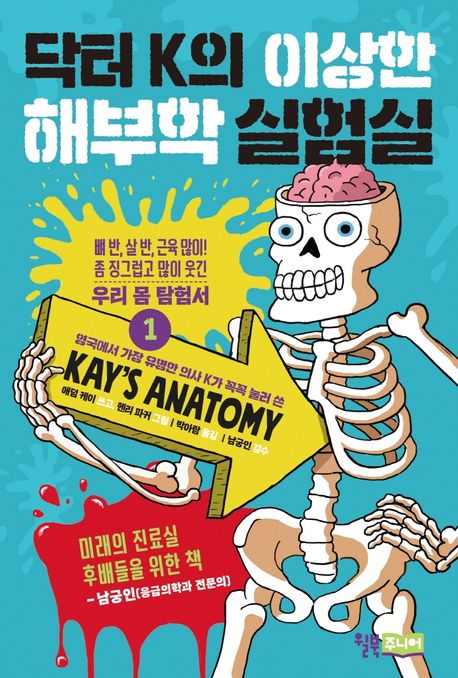 닥터 K의 이상한
해부학 실험실
뼈 반, 살 반, 근육 많이!
좀 징그럽고 많이 웃긴
우리 몸 탐험서
1
영국에서 가장 유명한 의사 K가 꼭꼭 눌러 쓴
KAY'S ANATOMY
애덤 케이 쓰고, 헨리 파커 그림 | 박아람 옮김 | 남궁인 감수
미래의 진료실
후배들을 위한 책
– 남궁인(응급의학과 전문의)
윌북 주니어